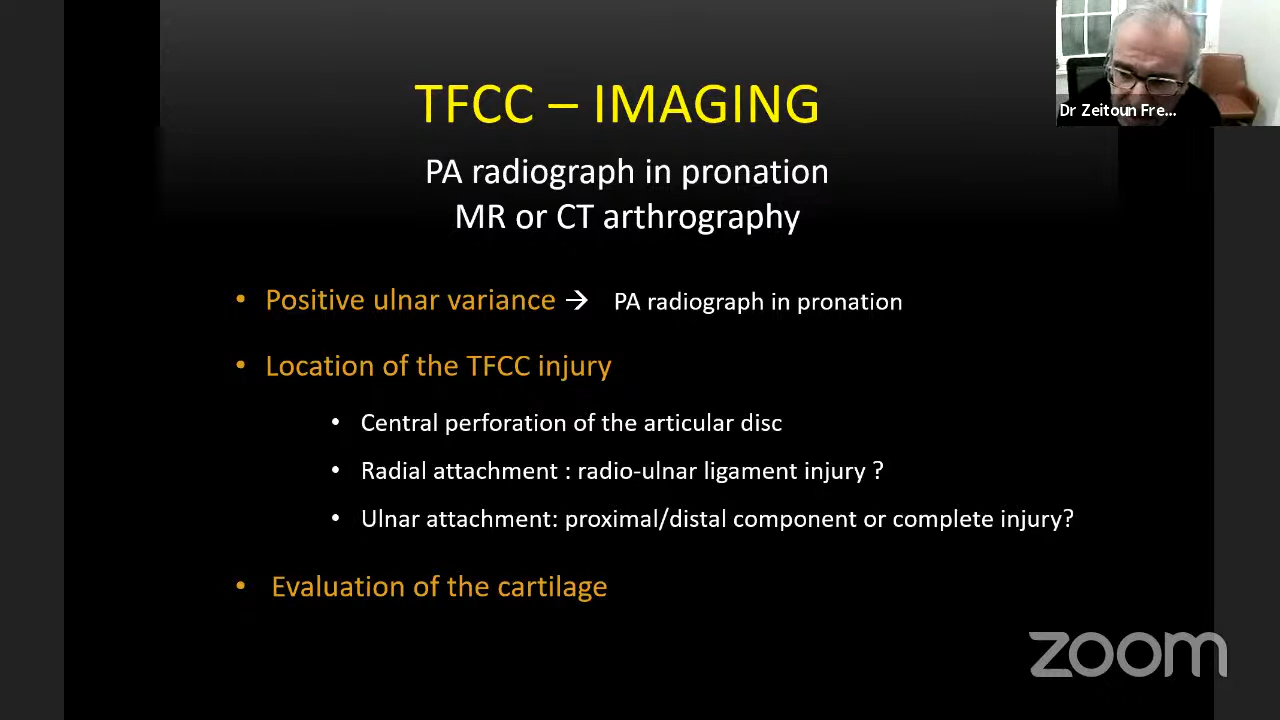 TFCC – IMAGING
PA radiograph in pronation
MR or CT arthrography
• Positive ulnar variance → PA radiograph in pronation
• Location of the TFCC injury
• Central perforation of the articular disc
• Radial attachment : radio-ulnar ligament injury ?
• Ulnar attachment: proximal/distal component or complete injury?
• Evaluation of the cartilage
Dr Zeitoun Fre...
zoom